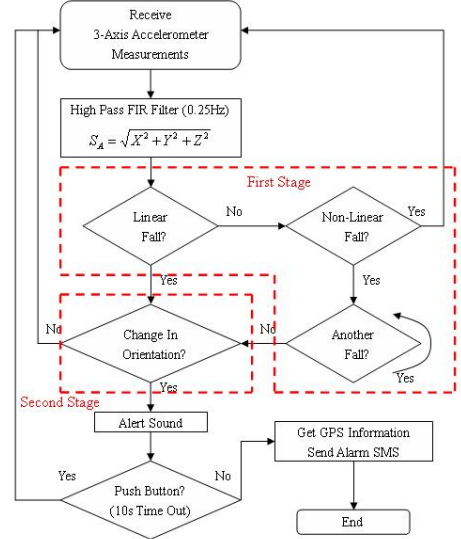 Receive
3-Axis Accelerometer
Measurements
High Pass FIR Filter (0.25Hz)
S_A = √X² + Y² + Z²
First Stage
Linear
Fall?
No
Non-Linear
Fall?
Yes
Yes
Yes
No
Change In
Orientation?
No
Another
Fall?
Yes
Yes
Second Stage
Alert Sound
Get GPS Information
Send Alarm SMS
Yes
No
Push Button?
(10s Time Out)
End